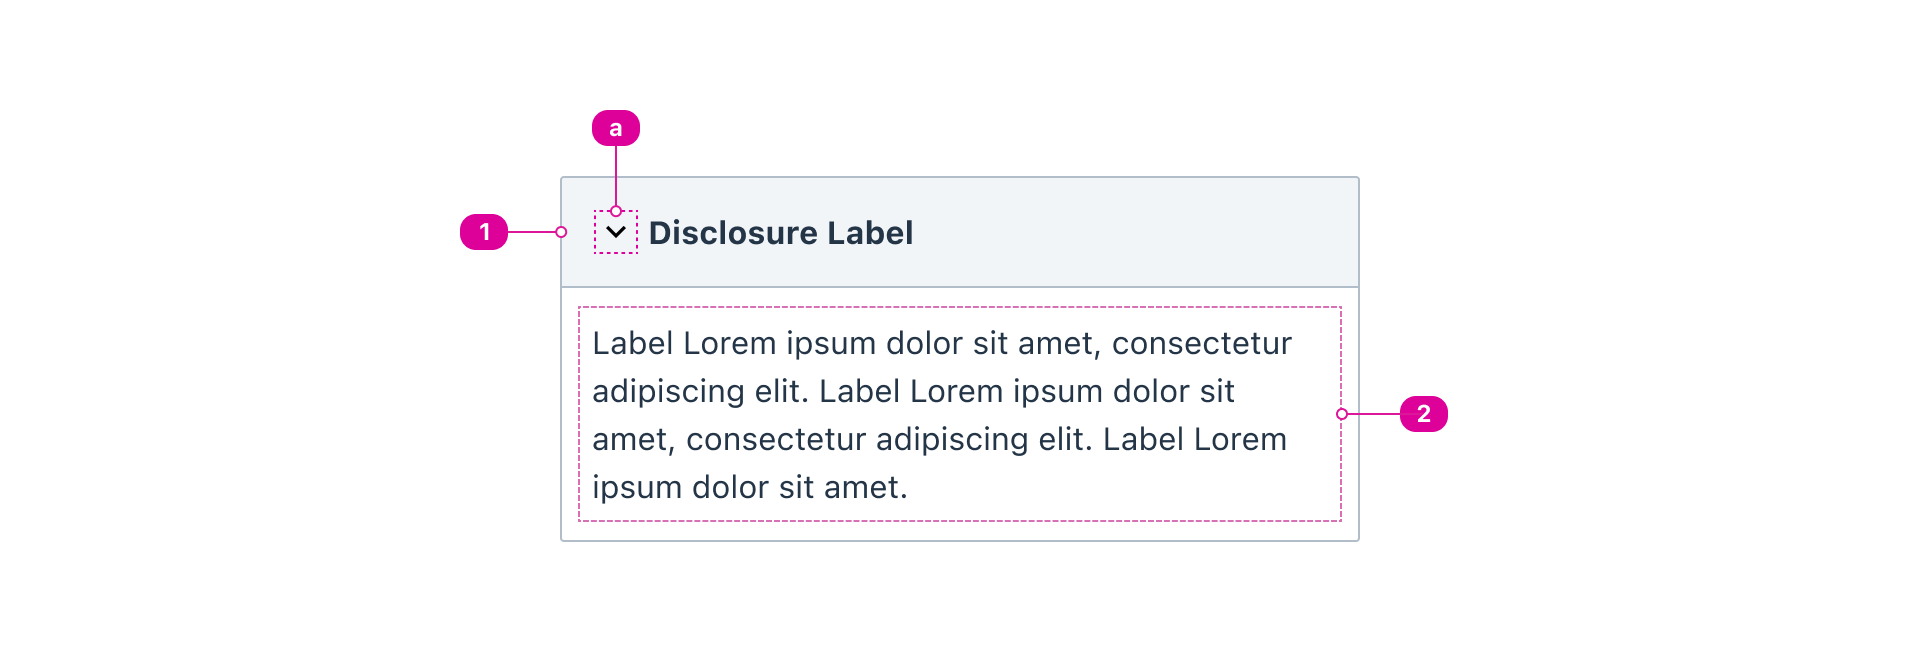 a
1
Disclosure Label
Label Lorem ipsum dolor sit amet, consectetur
adipiscing elit. Label Lorem ipsum dolor sit
amet, consectetur adipiscing elit. Label Lorem
ipsum dolor sit amet.
2